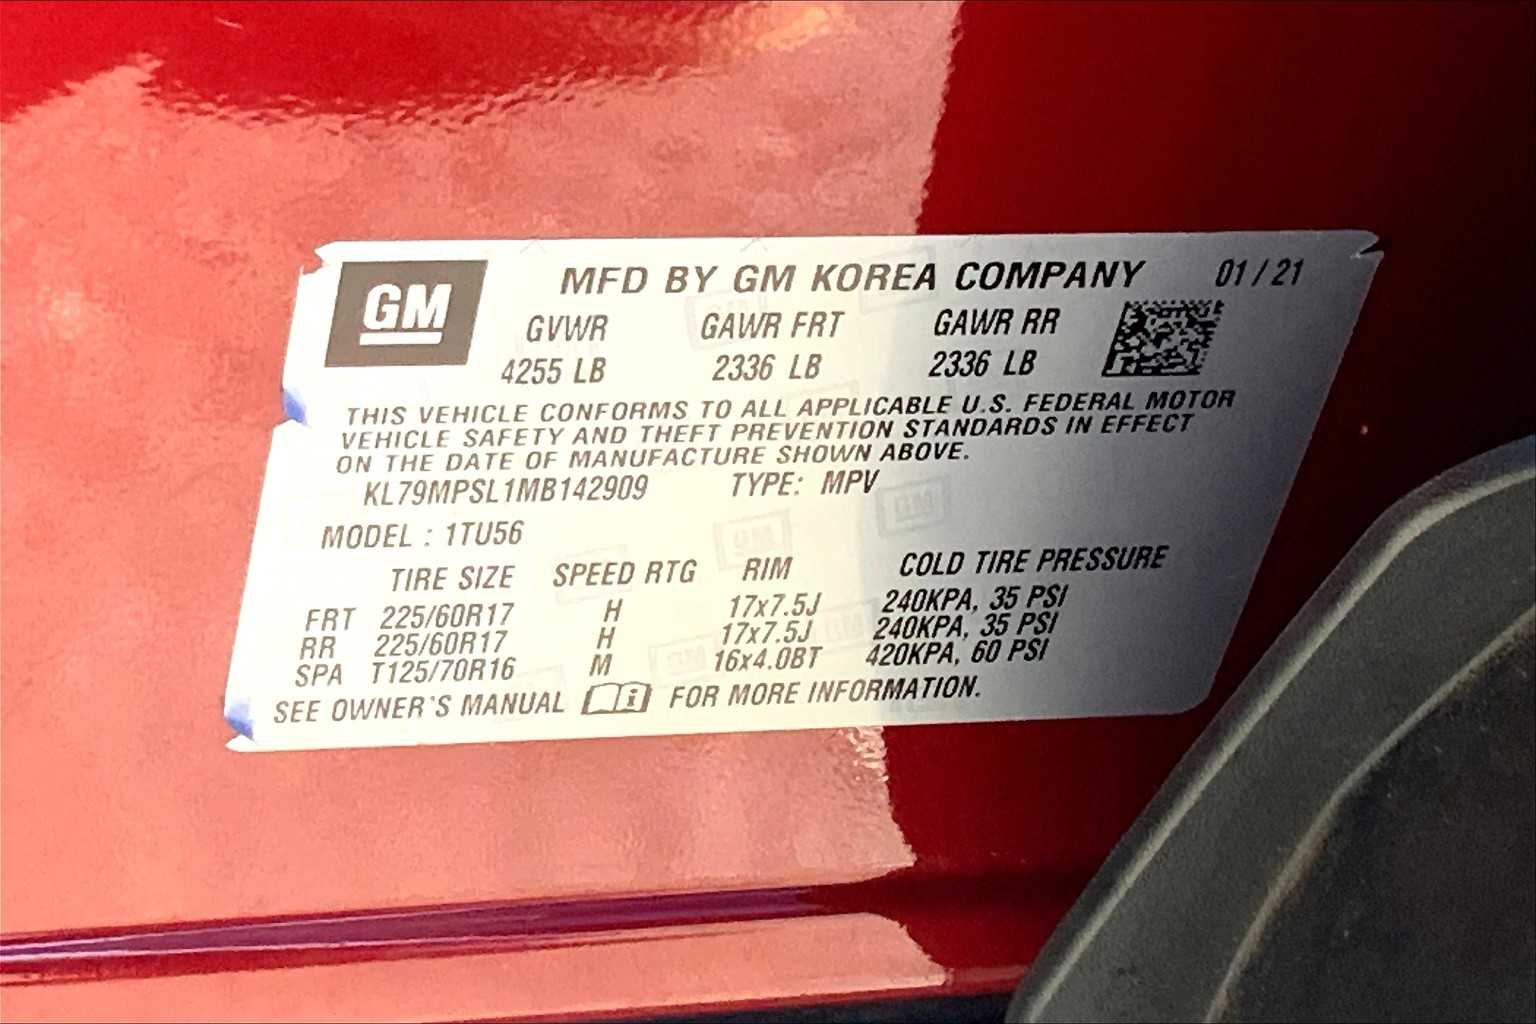 GM
MFD BY GM KOREA COMPANY 01 / 21
GVWR GAWR FRT GAWR RR
4255 LB 2336 LB 2336 LB
THIS VEHICLE CONFORMS TO ALL APPLICABLE U.S. FEDERAL MOTOR
VEHICLE SAFETY AND THEFT PREVENTION STANDARDS IN EFFECT
ON THE DATE OF MANUFACTURE SHOWN ABOVE.
KL79MPSL1MB142909 TYPE: MPV
MODEL : 1TU56
TIRE SIZE SPEED RTG RIM COLD TIRE PRESSURE
FRT 225/60R17 H 17x7.5J 240KPA, 35 PSI
RR 225/60R17 H 17x7.5J 240KPA, 35 PSI
SPA T125/70R16 M 16x4.0BT 420KPA, 60 PSI
SEE OWNER'S MANUAL i FOR MORE INFORMATION.